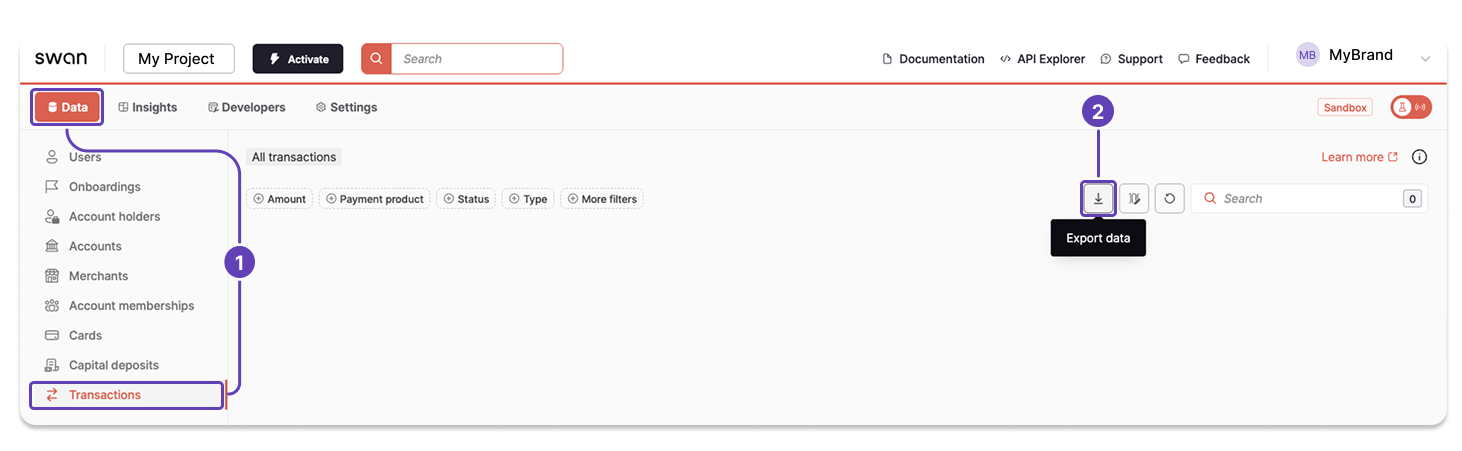 swan My Project Activate Search Documentation API Explorer Support Feedback MB MyBrand
Data Insights Developers Settings Sandbox
2
Users
Onboardings
Account holders
Accounts
Merchants
Account memberships
Cards
Capital deposits
Transactions
1
All transactions Learn more
Amount Payment product Status Type More filters Search 0
Export data